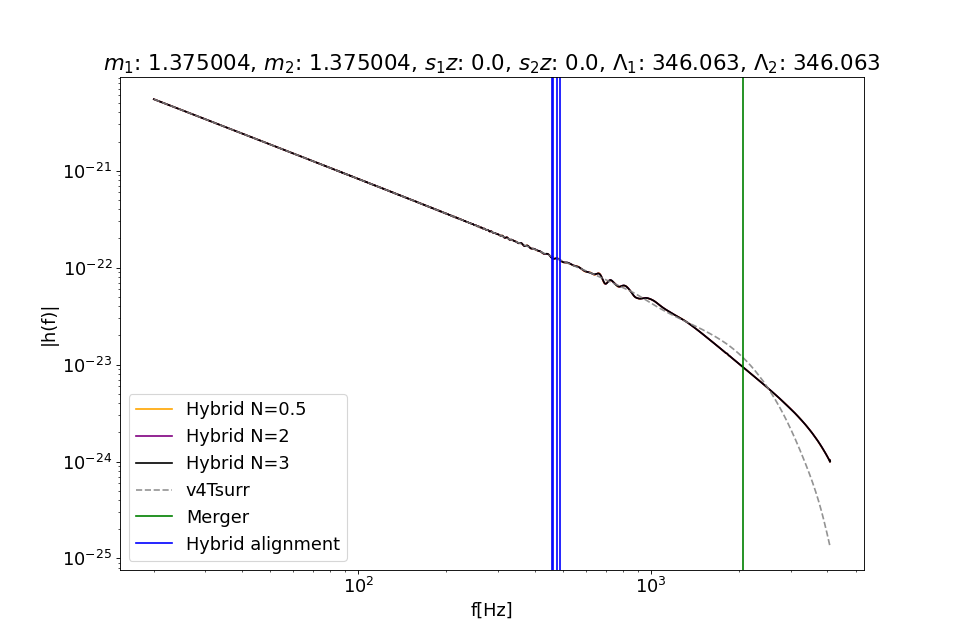 m₁: 1.375004, m₂: 1.375004, s₁z: 0.0, s₂z: 0.0, Λ₁: 346.063, Λ₂: 346.063
10⁻²¹
10⁻²²
10⁻²³
10⁻²⁴
10⁻²⁵
|h(f)|
Hybrid N=0.5
Hybrid N=2
Hybrid N=3
v4Tsurr
Merger
Hybrid alignment
10²
10³
f[Hz]